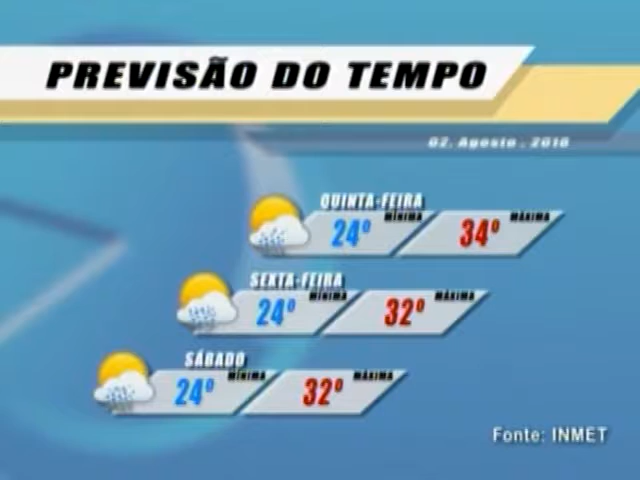 PREVISÃO DO TEMPO
02. Agosto . 2018
QUINTA-FEIRA
24º MÍNIMA 34º MÁXIMA
SEXTA-FEIRA
24º MÍNIMA 32º MÁXIMA
SÁBADO
24º MÍNIMA 32º MÁXIMA
Fonte: INMET